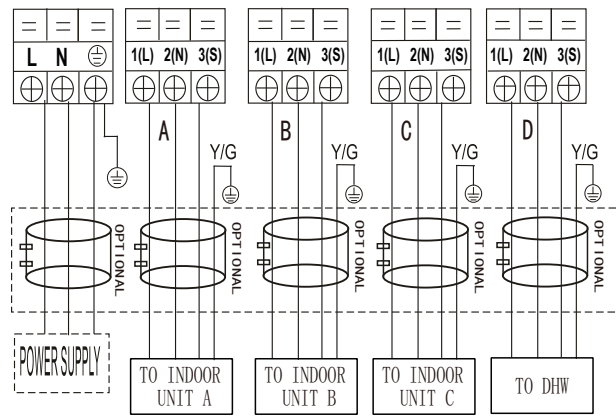 L N
1(L) 2(N) 3(S)
1(L) 2(N) 3(S)
1(L) 2(N) 3(S)
1(L) 2(N) 3(S)
A
B
C
D
Y/G
Y/G
Y/G
Y/G
OPTIONAL
OPTIONAL
OPTIONAL
OPTIONAL
OPTIONAL
POWER SUPPLY
TO INDOOR
UNIT A
TO INDOOR
UNIT B
TO INDOOR
UNIT C
TO DHW